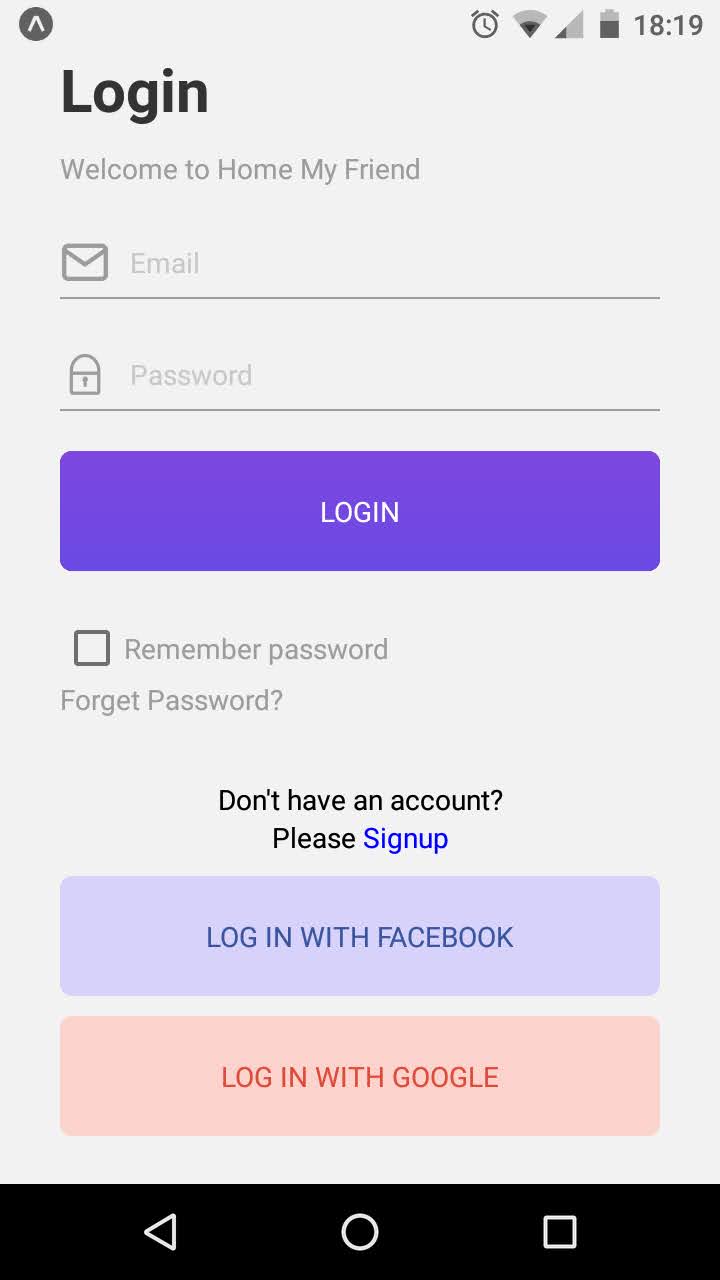 18:19
Login
Welcome to Home My Friend
Email
Password
LOGIN
Remember password
Forget Password?
Don't have an account?
Please Signup
LOG IN WITH FACEBOOK
LOG IN WITH GOOGLE